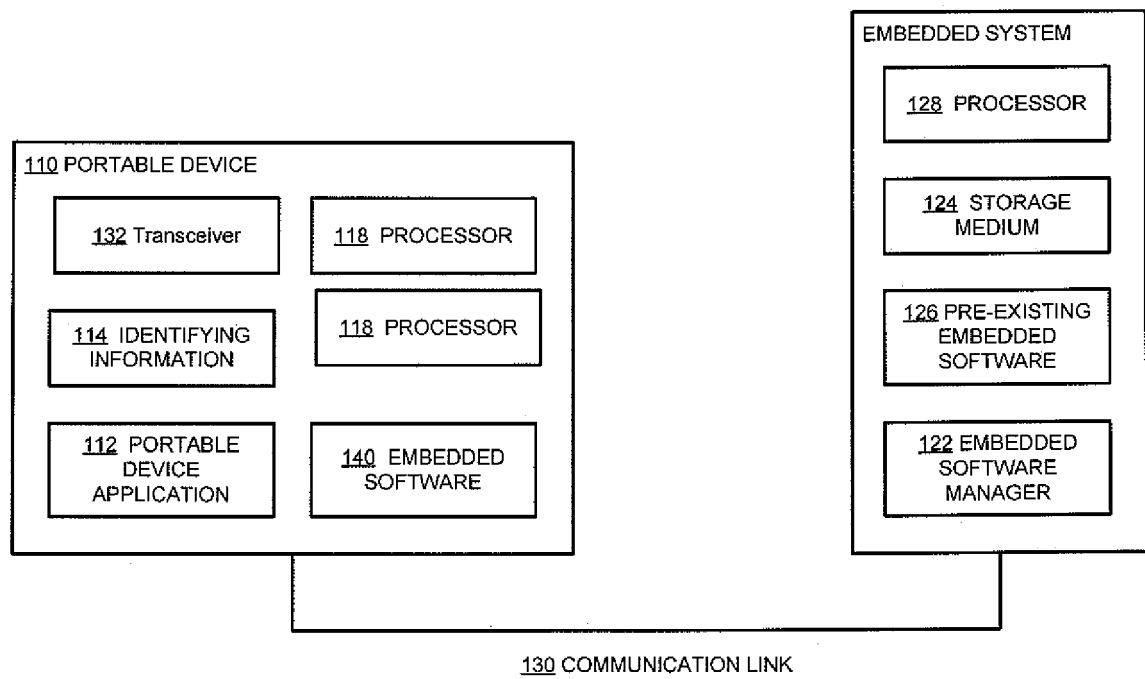 EMBEDDED SYSTEM
128 PROCESSOR
124 STORAGE
MEDIUM
126 PRE-EXISTING
EMBEDDED
SOFTWARE
122 EMBEDDED
SOFTWARE
MANAGER
110 PORTABLE DEVICE
132 Transceiver
118 PROCESSOR
118 PROCESSOR
114 IDENTIFYING
INFORMATION
112 PORTABLE
DEVICE
APPLICATION
140 EMBEDDED
SOFTWARE
130 COMMUNICATION LINK